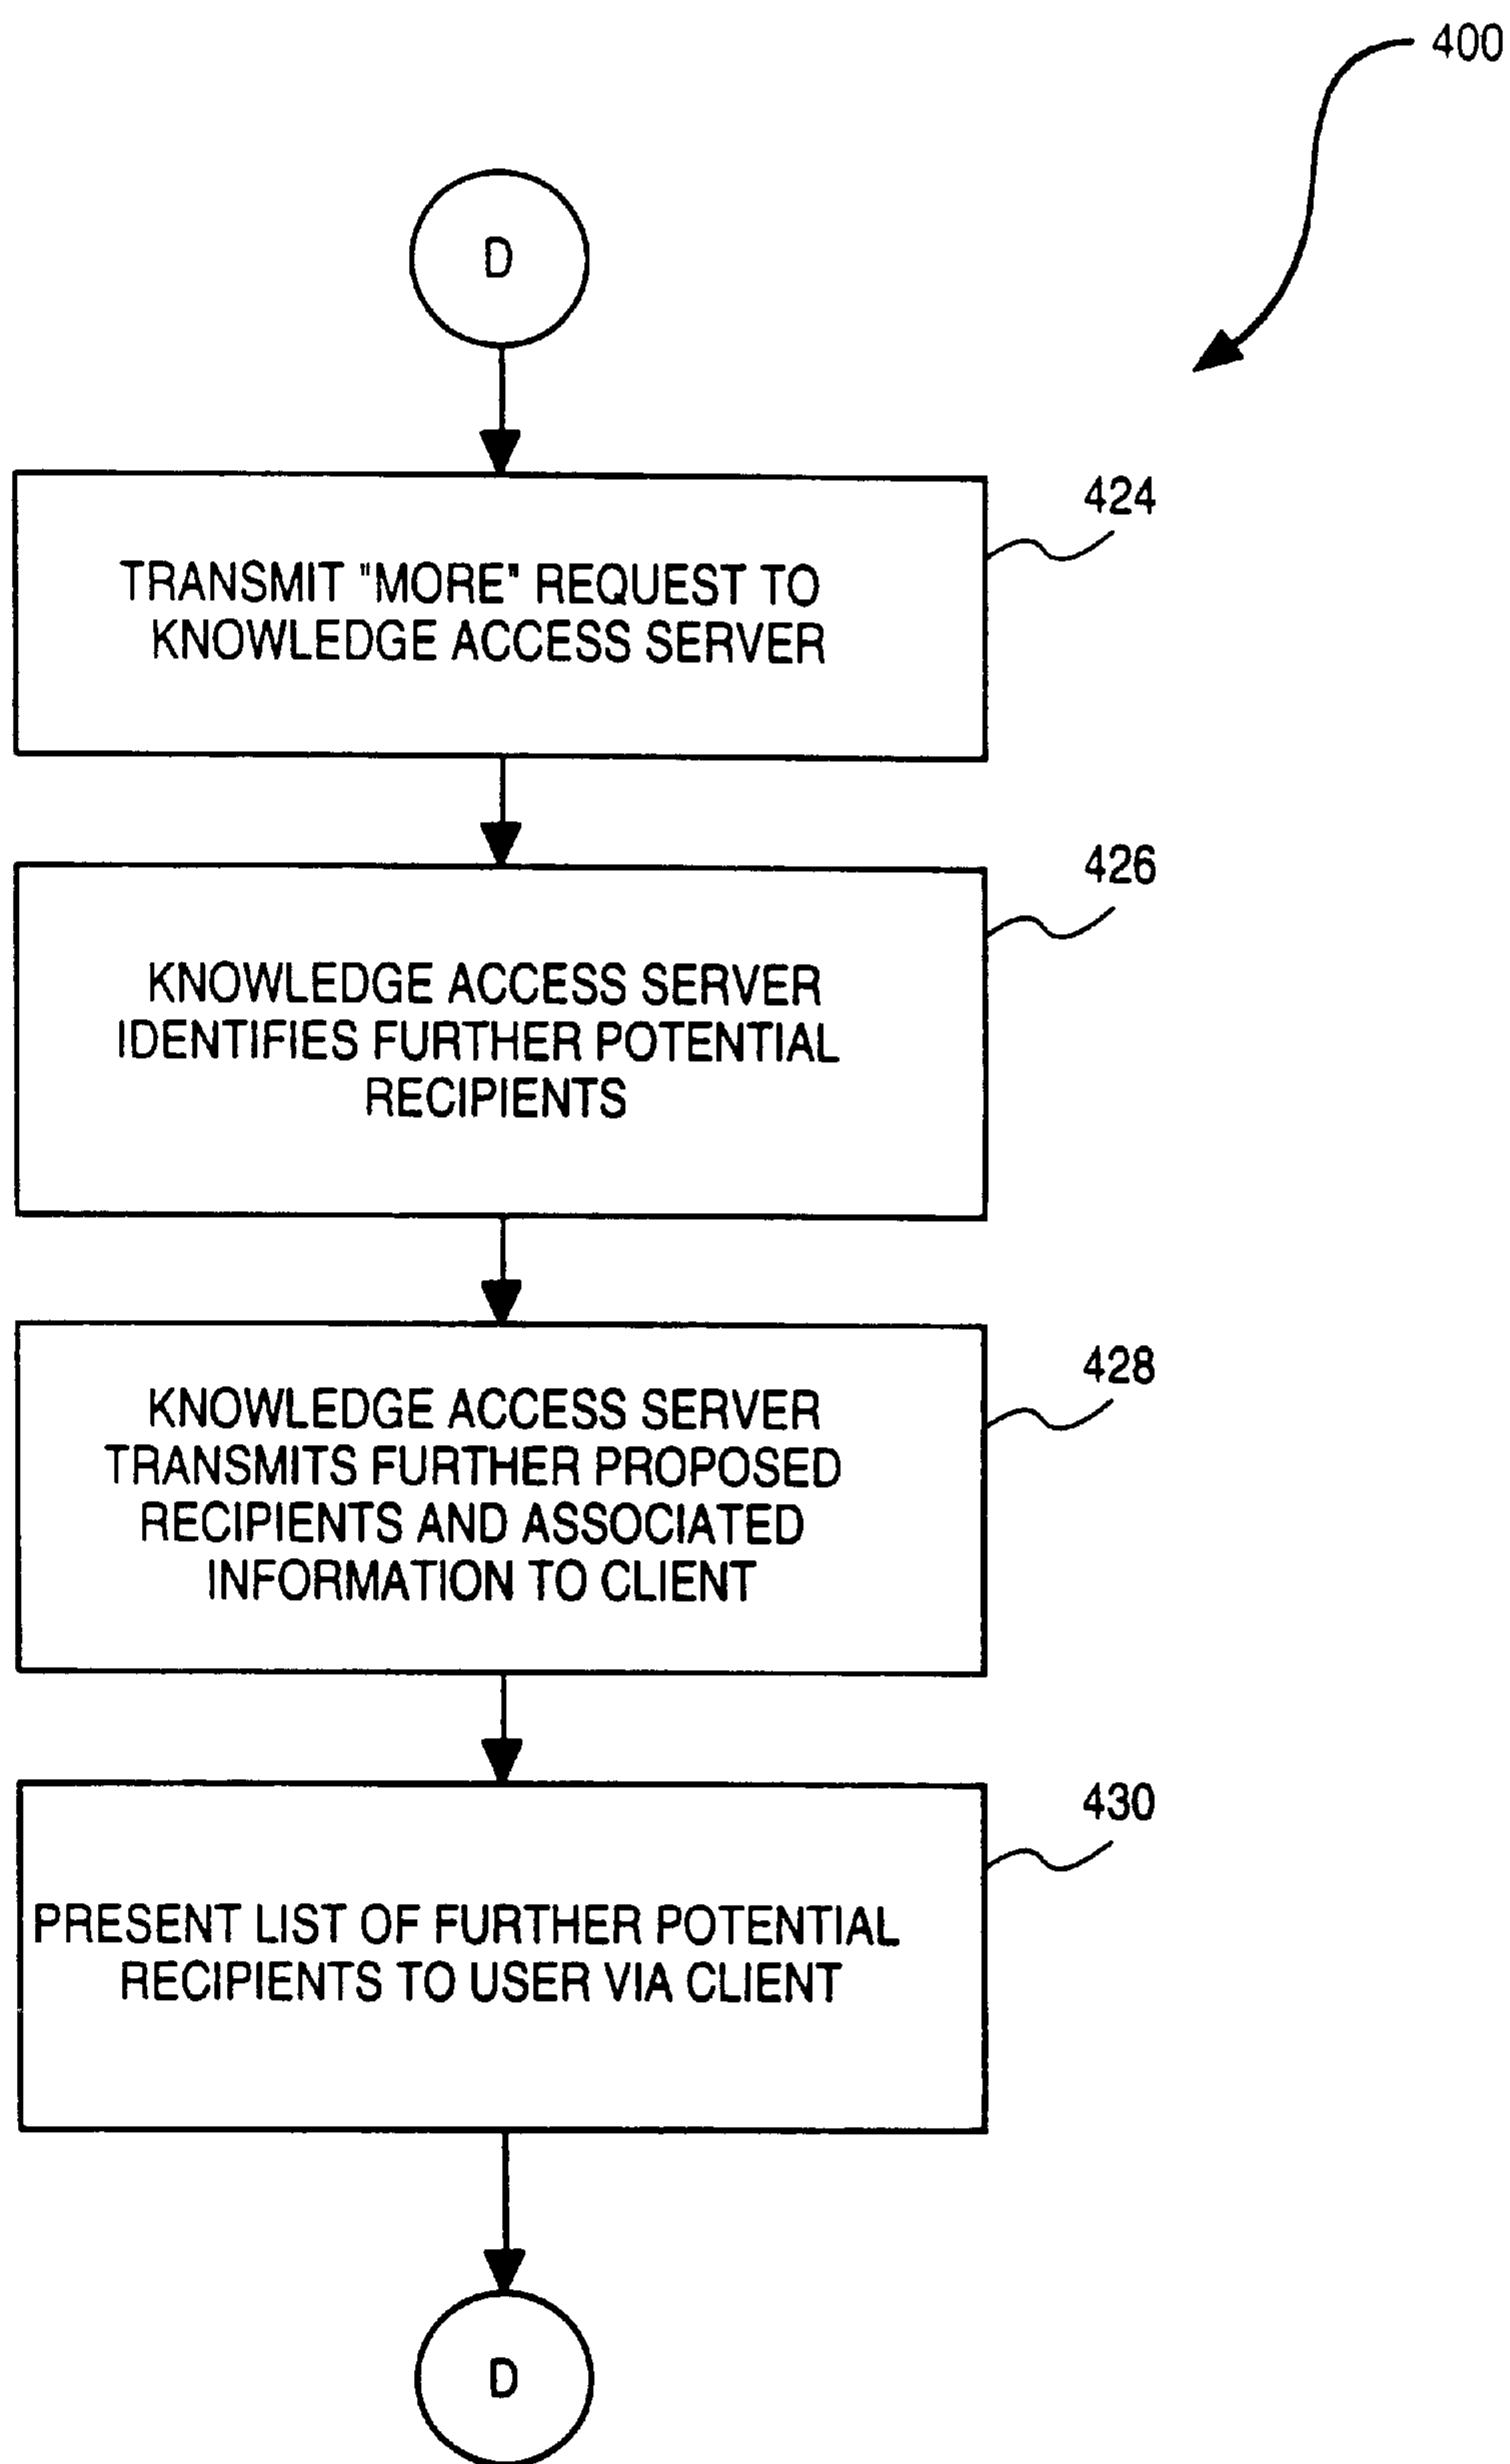 400
D
424
TRANSMIT "MORE" REQUEST TO
KNOWLEDGE ACCESS SERVER
426
KNOWLEDGE ACCESS SERVER
IDENTIFIES FURTHER POTENTIAL
RECIPIENTS
428
KNOWLEDGE ACCESS SERVER
TRANSMITS FURTHER PROPOSED
RECIPIENTS AND ASSOCIATED
INFORMATION TO CLIENT
430
PRESENT LIST OF FURTHER POTENTIAL
RECIPIENTS TO USER VIA CLIENT
D